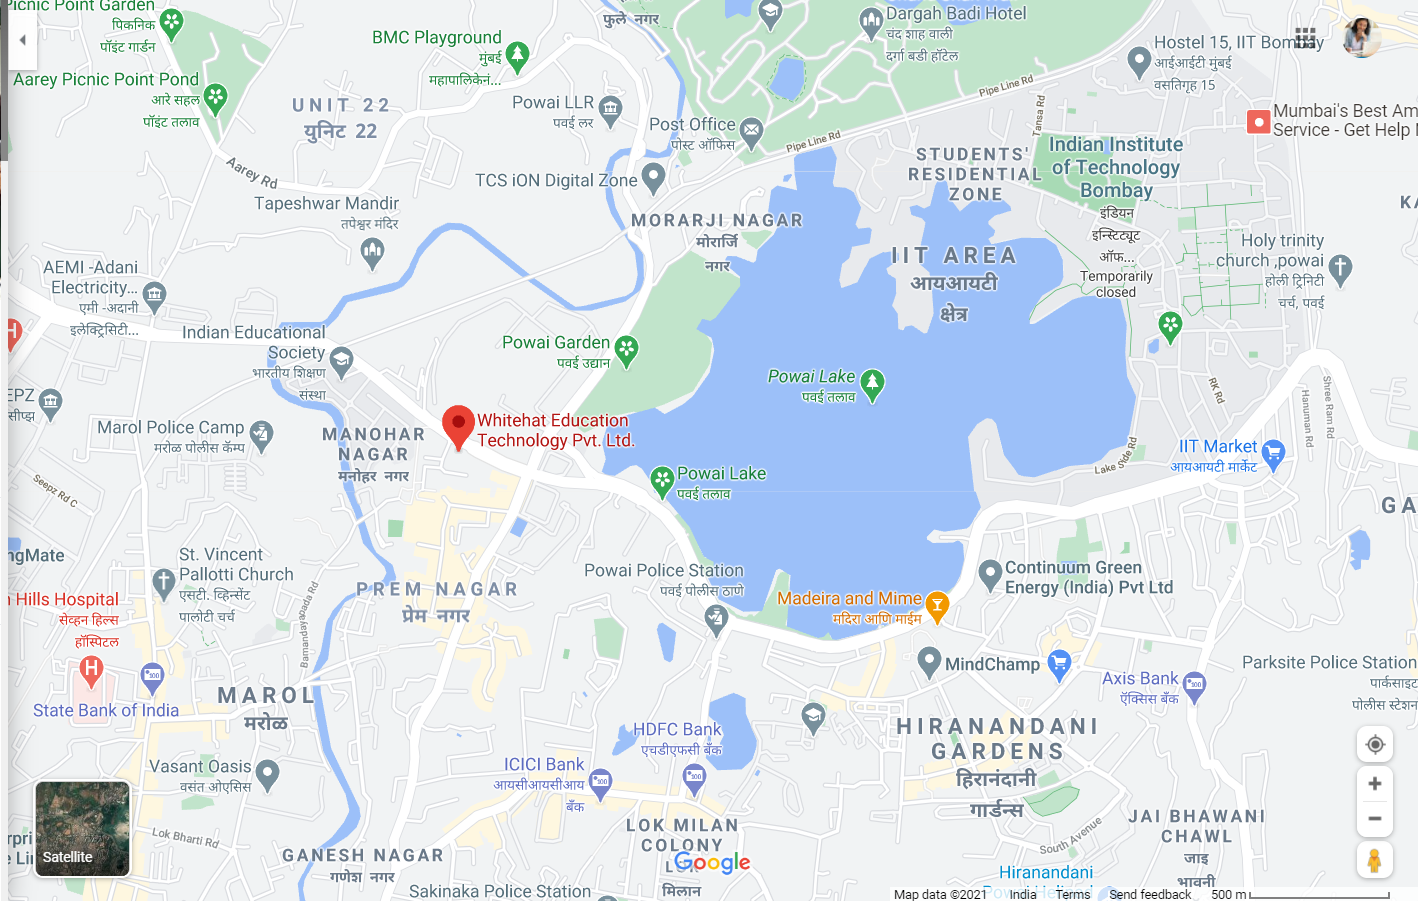 Picnic Point Garden
पिकनिक
पॉइंट गार्डन
Aarey Picnic Point Pond
आरे सहल
पॉइंट तलाव
BMC Playground
मुंबई
महापालिकेनं...
फुले नगर
Dargah Badi Hotel
चंद शाह वाली
दर्गा बडी हॉटेल
Hostel 15, IIT Bombay
आईआईटी मुंबई
वसतिगृह 15
Mumbai's Best Am
Service - Get Help
UNIT 22
युनिट 22
Powai LLR
पवई लर
Post Office
पोस्ट ऑफिस
Pipe Line Rd
Pipe Line Rd
Tansa Rd
Aarey Rd
TCS iON Digital Zone
Tapeshwar Mandir
तपेश्वर मंदिर
STUDENTS'
RESIDENTIAL
ZONE
Indian Institute
of Technology
Bombay
इंडियन
इन्स्टिट्यूट
ऑफ...
Temporarily
closed
MORARJI NAGAR
मोरार्जि
नगर
IIT AREA
आयआयटी
क्षेत्र
Holy trinity
church ,powai
होली ट्रिनिटी
चर्च, पवई
KA
AEMI -Adani
Electricity...
एमी -अदानी
इलेक्ट्रिसिटी...
H
Indian Educational
Society
भारतीय शिक्षण
संस्था
Powai Garden
पवई उद्यान
Powai Lake
पवई तलाव
RK Rd
Hanuman Rd
Shree Ram Rd
EPZ
सीप्झ
Marol Police Camp
मरोळ पोलीस कॅम्प
MANOHAR
NAGAR
मनोहर नगर
Whitehat Education
Technology Pvt. Ltd.
Lake Side Rd
IIT Market
आयआयटी मार्केट
Powai Lake
पवई तलाव
Seepz Rd C
GA
ngMate
St. Vincent
Pallotti Church
एसटी. व्हिन्सेंट
पालोटी चर्च
Powai Police Station
पवई पोलीस ठाणे
Continuum Green
Energy (India) Pvt Ltd
PREM NAGAR
प्रेम नगर
Madeira and Mime
मदिरा आणि माईम
Hills Hospital
सेव्हन हिल्स
हॉस्पिटल
H
State Bank of India
MAROL
मरोळ
MindChamp
Axis Bank
ऍक्सिस बँक
Parksite Police Station
पार्कसाइट
पोलीस स्टेशन
HDFC Bank
एचडीएफसी बँक
HIRANANDANI
GARDENS
हिरानंदानी
गार्डन्स
ICICI Bank
आयसीआयसीआय
बँक
Vasant Oasis
वसंत ओएसिस
Lok Bharti Rd
LOK MILAN
COLONY
मिलान
JAI BHAWANI
CHAWL
जाइ
भावनी
South Avenue
GANESH NAGAR
गणेश नगर
Sakinaka Police Station
Hiranandani
Satellite
Google
Map data ©2021
India
Terms
Send feedback
500 m